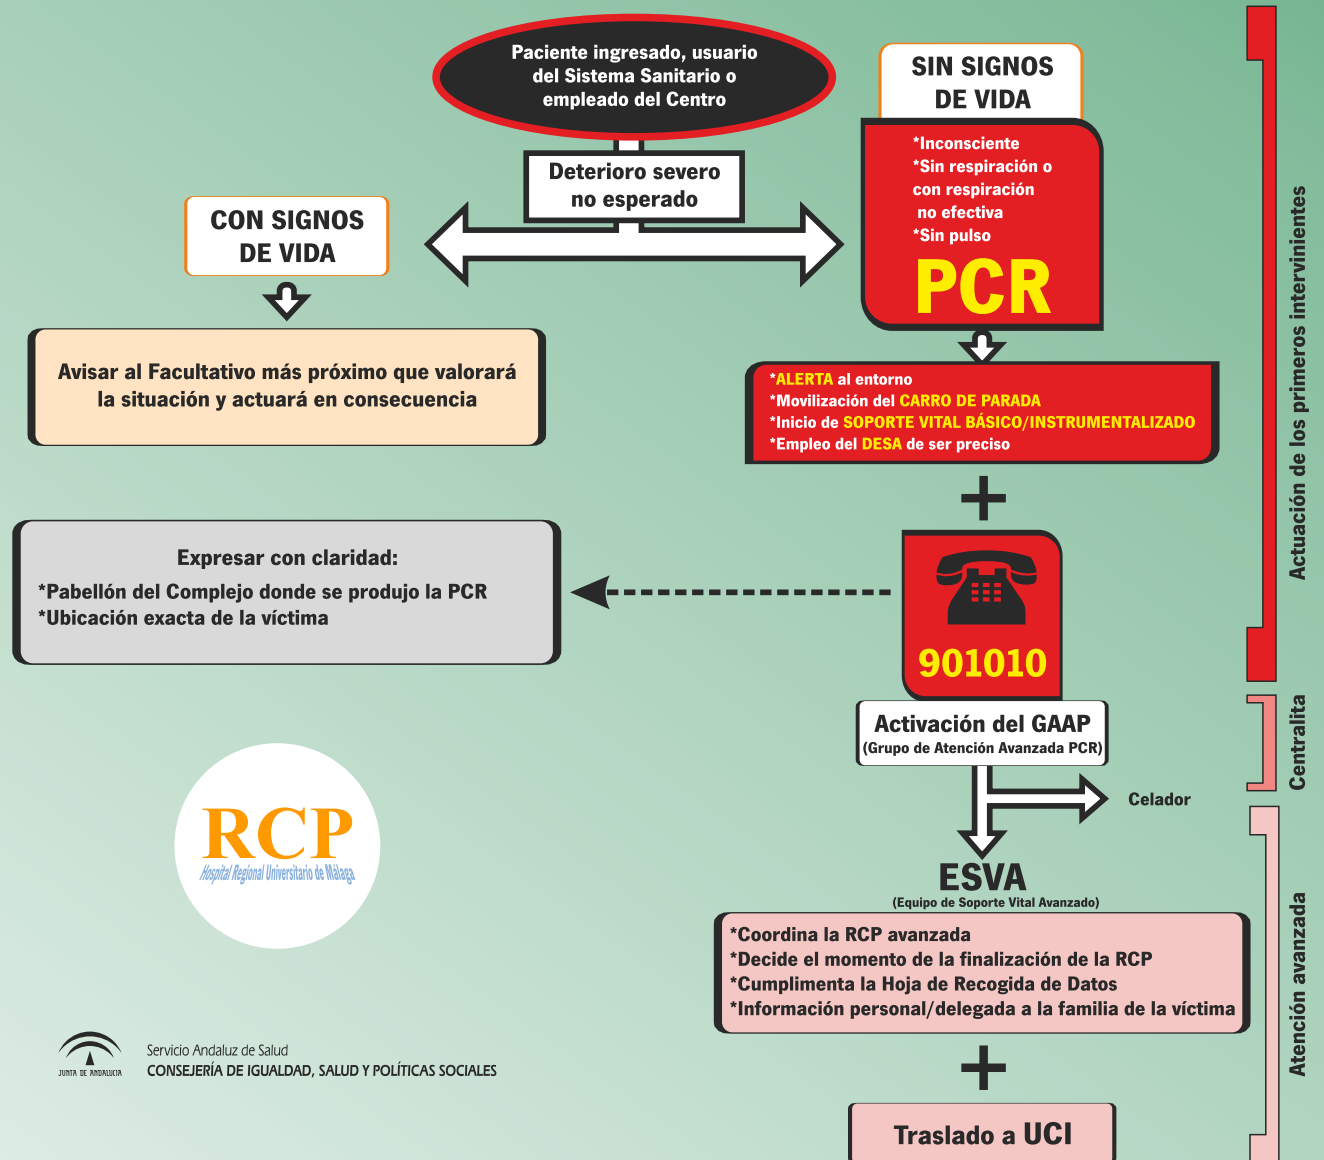 Paciente ingresado, usuario
del Sistema Sanitario o
empleado del Centro
Deterioro severo
no esperado
CON SIGNOS
DE VIDA
Avisar al Facultativo más próximo que valorará
la situación y actuará en consecuencia
SIN SIGNOS
DE VIDA
*Inconsciente
*Sin respiración o
con respiración
no efectiva
*Sin pulso
PCR
*ALERTA al entorno
*Movilización del CARRO DE PARADA
*Inicio de SOPORTE VITAL BÁSICO/INSTRUMENTALIZADO
*Empleo del DESA de ser preciso
+
901010
Expresar con claridad:
*Pabellón del Complejo donde se produjo la PCR
*Ubicación exacta de la víctima
Activación del GAAP
(Grupo de Atención Avanzada PCR)
Celador
ESVA
(Equipo de Soporte Vital Avanzado)
*Coordina la RCP avanzada
*Decide el momento de la finalización de la RCP
*Cumplimenta la Hoja de Recogida de Datos
*Información personal/delegada a la familia de la víctima
+
Traslado a UCI
Actuación de los primeros intervinientes
Centralita
Atención avanzada
RCP
Hospital Regional Universitario de Málaga
JUNTA DE ANDALUCIA
Servicio Andaluz de Salud
CONSEJERÍA DE IGUALDAD, SALUD Y POLÍTICAS SOCIALES